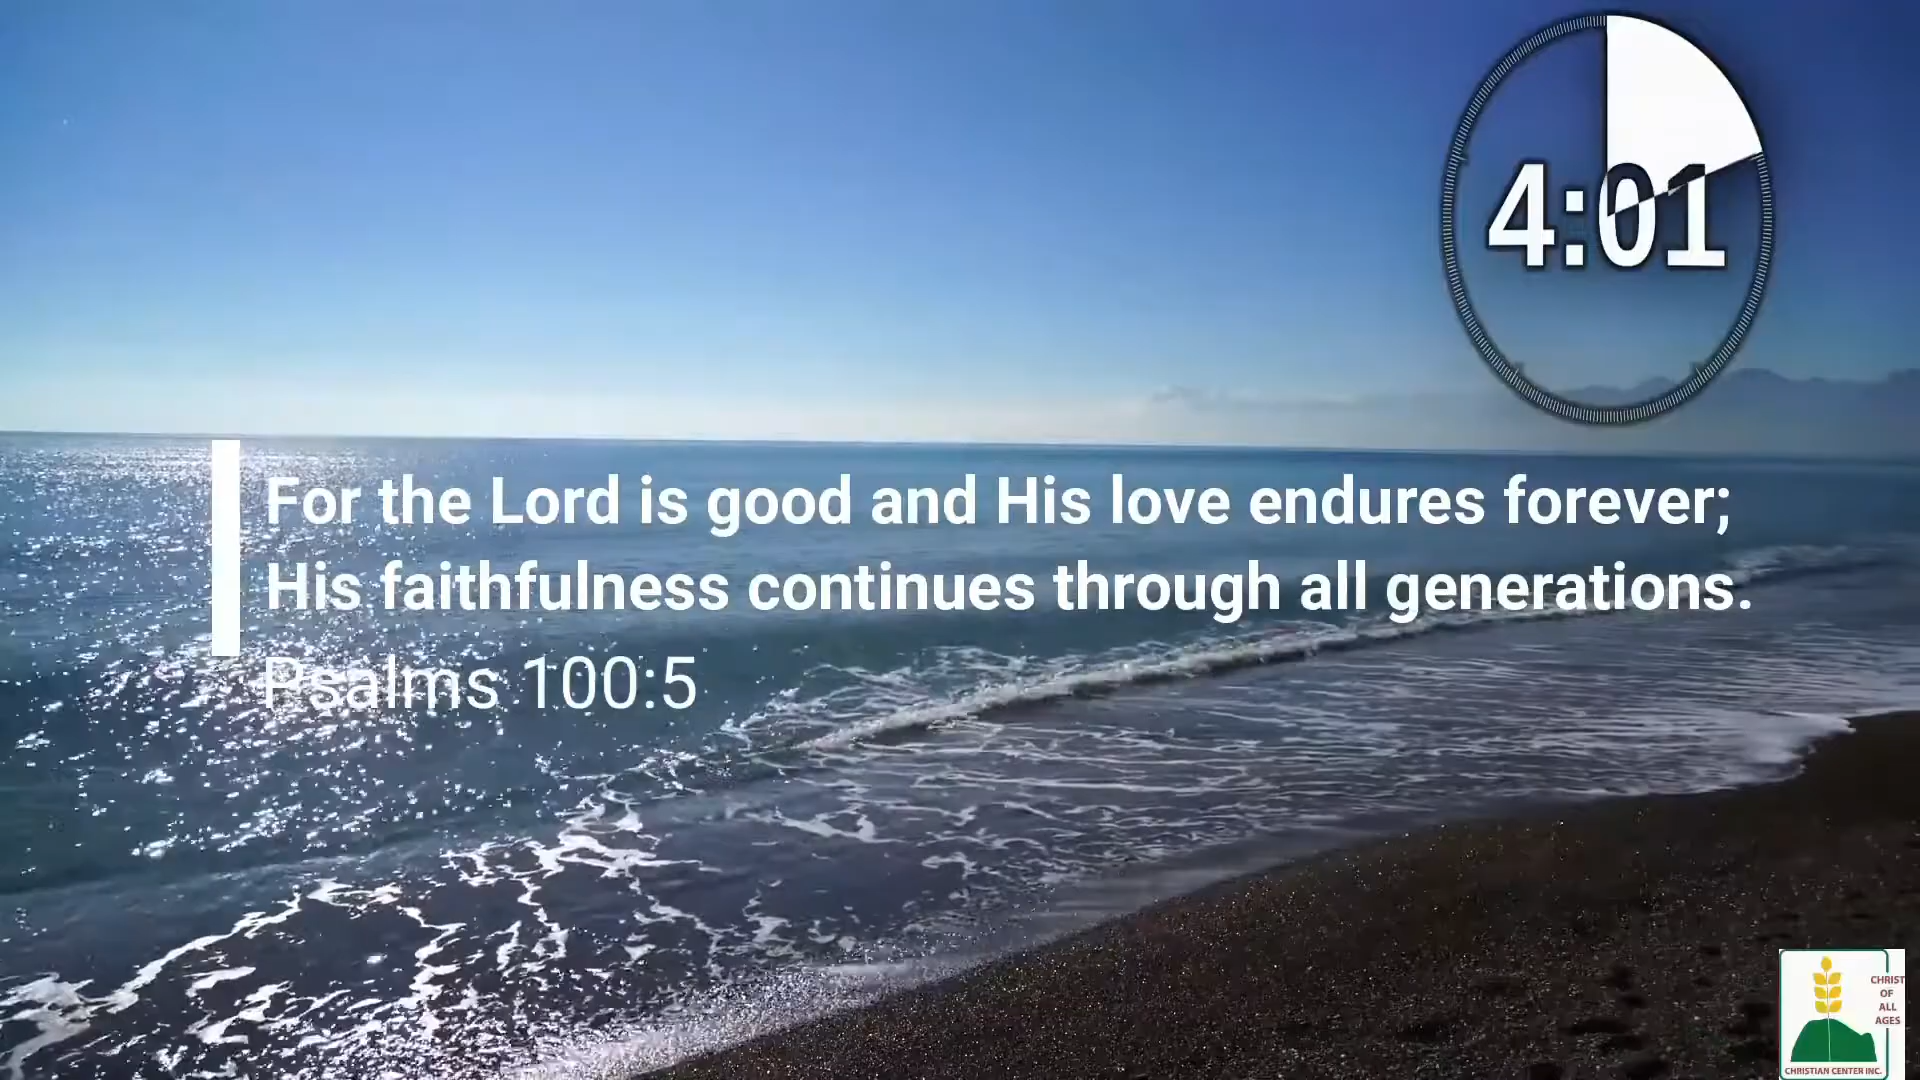 4:01
For the Lord is good and His love endures forever;
His faithfulness continues through all generations.
Psalms 100:5
CHRIST
OF
ALL
AGES
CHRISTIAN CENTER INC.